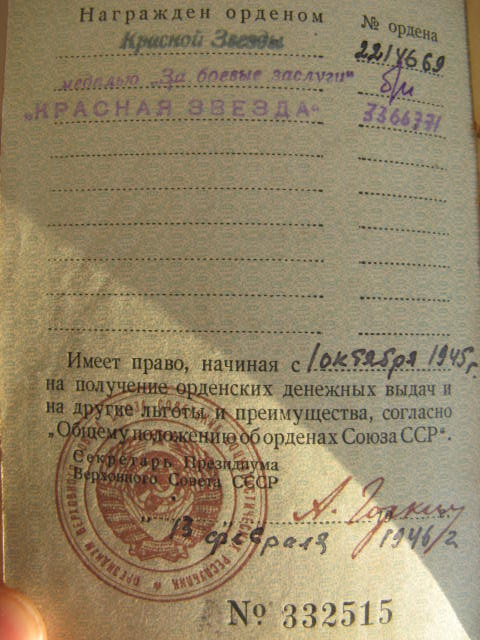 Награжден орденом
№ ордена
Красной Звезды
2214669
медалью „За боевые заслуги"
б/н
„КРАСНАЯ ЗВЕЗДА"
3366771
Имеет право, начиная с 1 октября 1945 г.
на получение орденских денежных выдач и
на другие льготы и преимущества, согласно
„Общему положению об орденах Союза ССР".
Секретарь Президиума
Верховного Совета СССР
А. Горкин
„ 13 февраля 1946 г
№ 332515